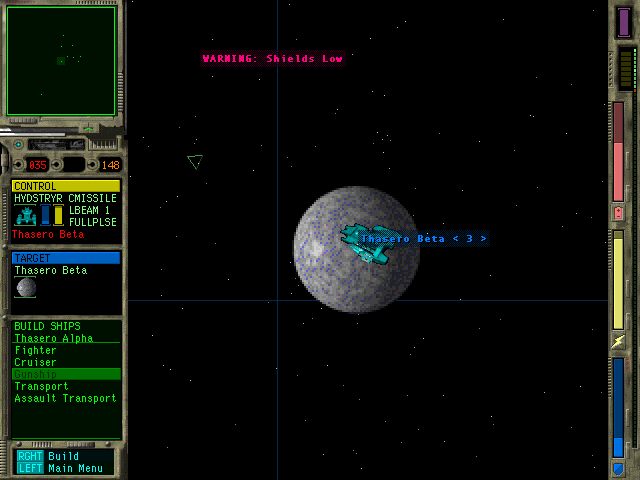 WARNING: Shields Low
035 148
CONTROL
HVDSTRYR CMISSILE
LBEAM 1
FULLPLSE
Thasero Beta
Thasero Beta < 3 >
TARGET
Thasero Beta
BUILD SHIPS
Thasero Alpha
Fighter
Cruiser
Gunship
Transport
Assault Transport
RGHT Build
LEFT Main Menu